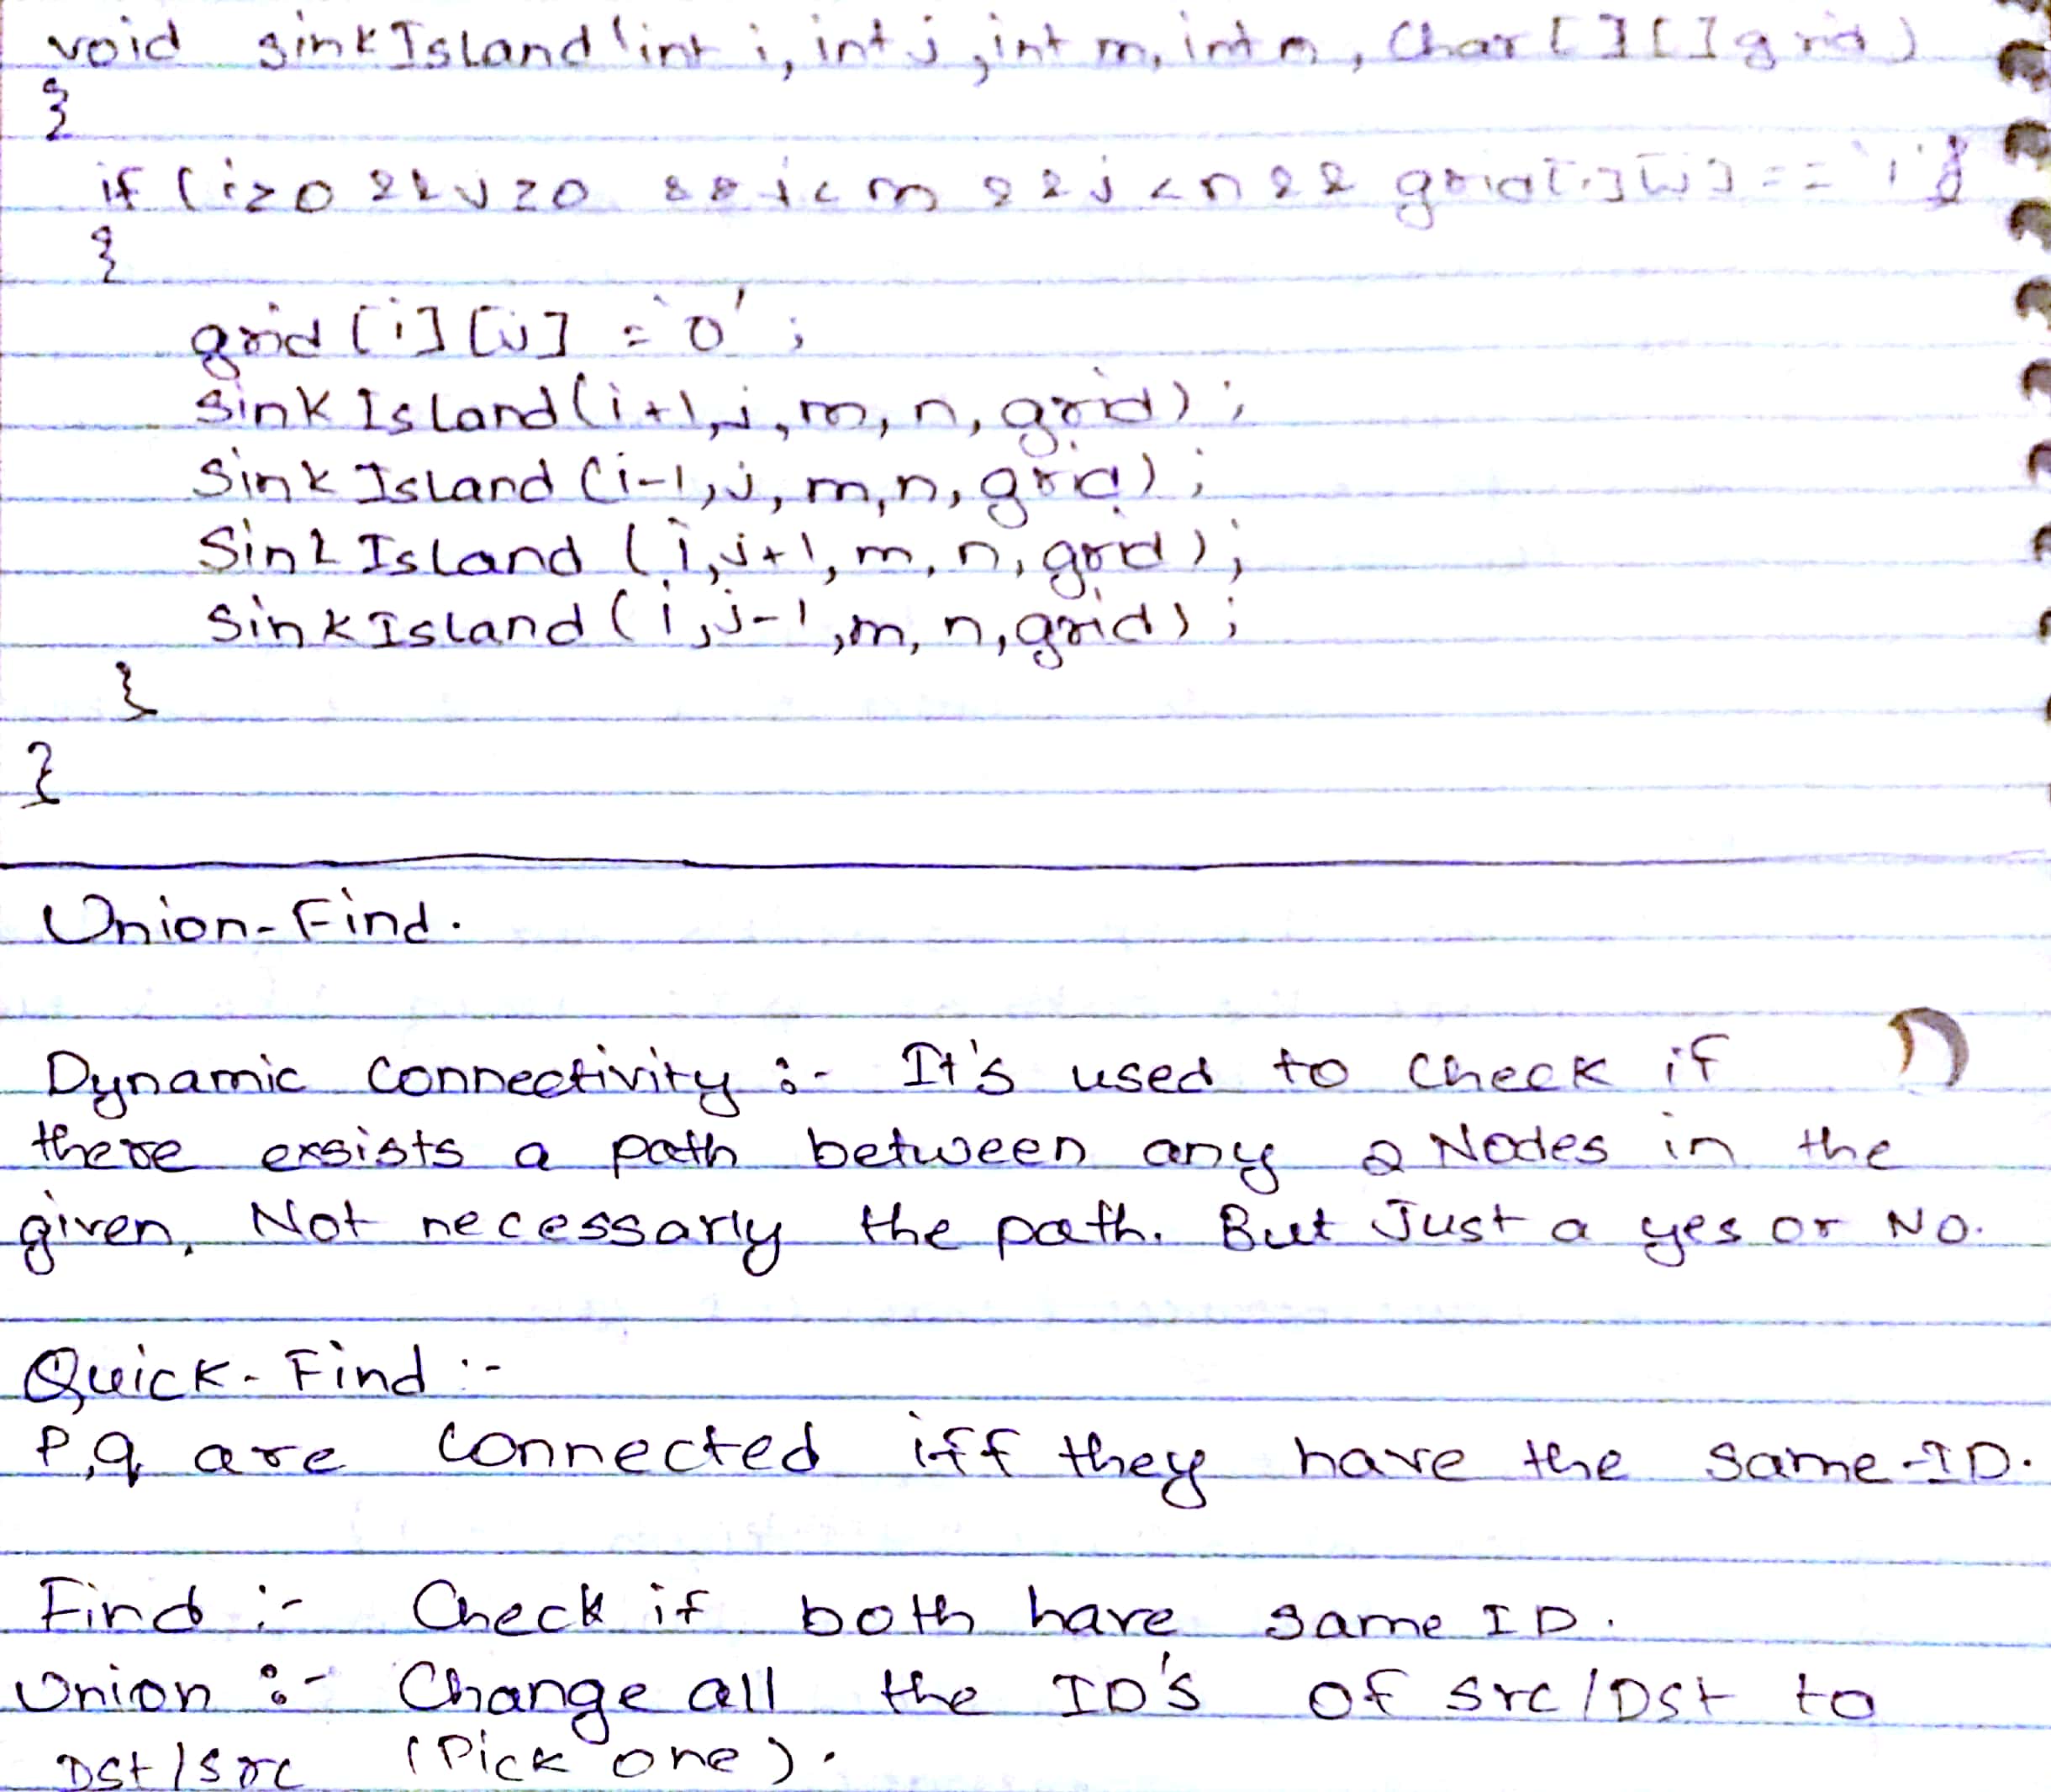 void sinkIsland(int i, int j, int m, int n, Char[][] grid)
{
if (i≥0 && j≥0 && i<m && j<n && grid[i][j] == '1')
{
grid[i][j] = '0';
sinkIsland(i+1, j, m, n, grid);
SinkIsland(i-1, j, m, n, grid);
SinkIsland(i, j+1, m, n, grid);
SinkIsland(i, j-1, m, n, grid);
}
}
Union-Find.
Dynamic Connectivity :- It's used to check if
there exsists a path between any 2 Nodes in the
given, Not necessarly the path. But Just a yes or No.
Quick-Find :-
P,q are connected iff they have the same-ID.
Find :- Check if both have same ID.
Union :- Change all the ID's of src/Dst to
Dst/src (Pick one).